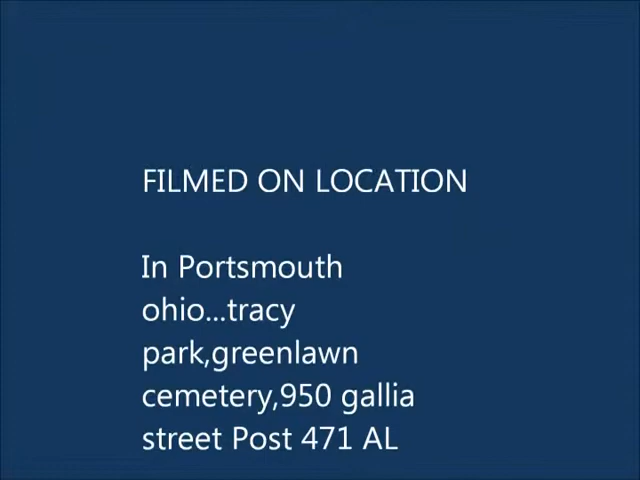 FILMED ON LOCATION
In Portsmouth
ohio...tracy
park,greenlawn
cemetery,950 gallia
street Post 471 AL